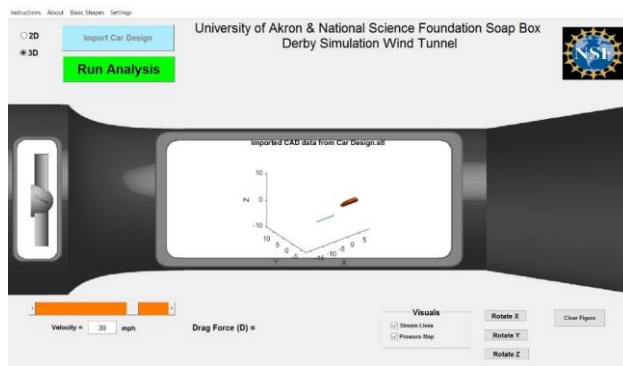 Instructions About Basic Shapes Settings
University of Akron & National Science Foundation Soap Box
Derby Simulation Wind Tunnel
2D
3D
Import Car Design
Run Analysis
NSF
Imported CAD data from Car Design.stl
10
0
-10
Z
10
5
0
-5
Y
-15 -10 -5 0 5
X
Velocity = 30 mph
Drag Force (D) =
Visuals
Stream Lines
Pressure Map
Rotate X
Rotate Y
Rotate Z
Clear Figure